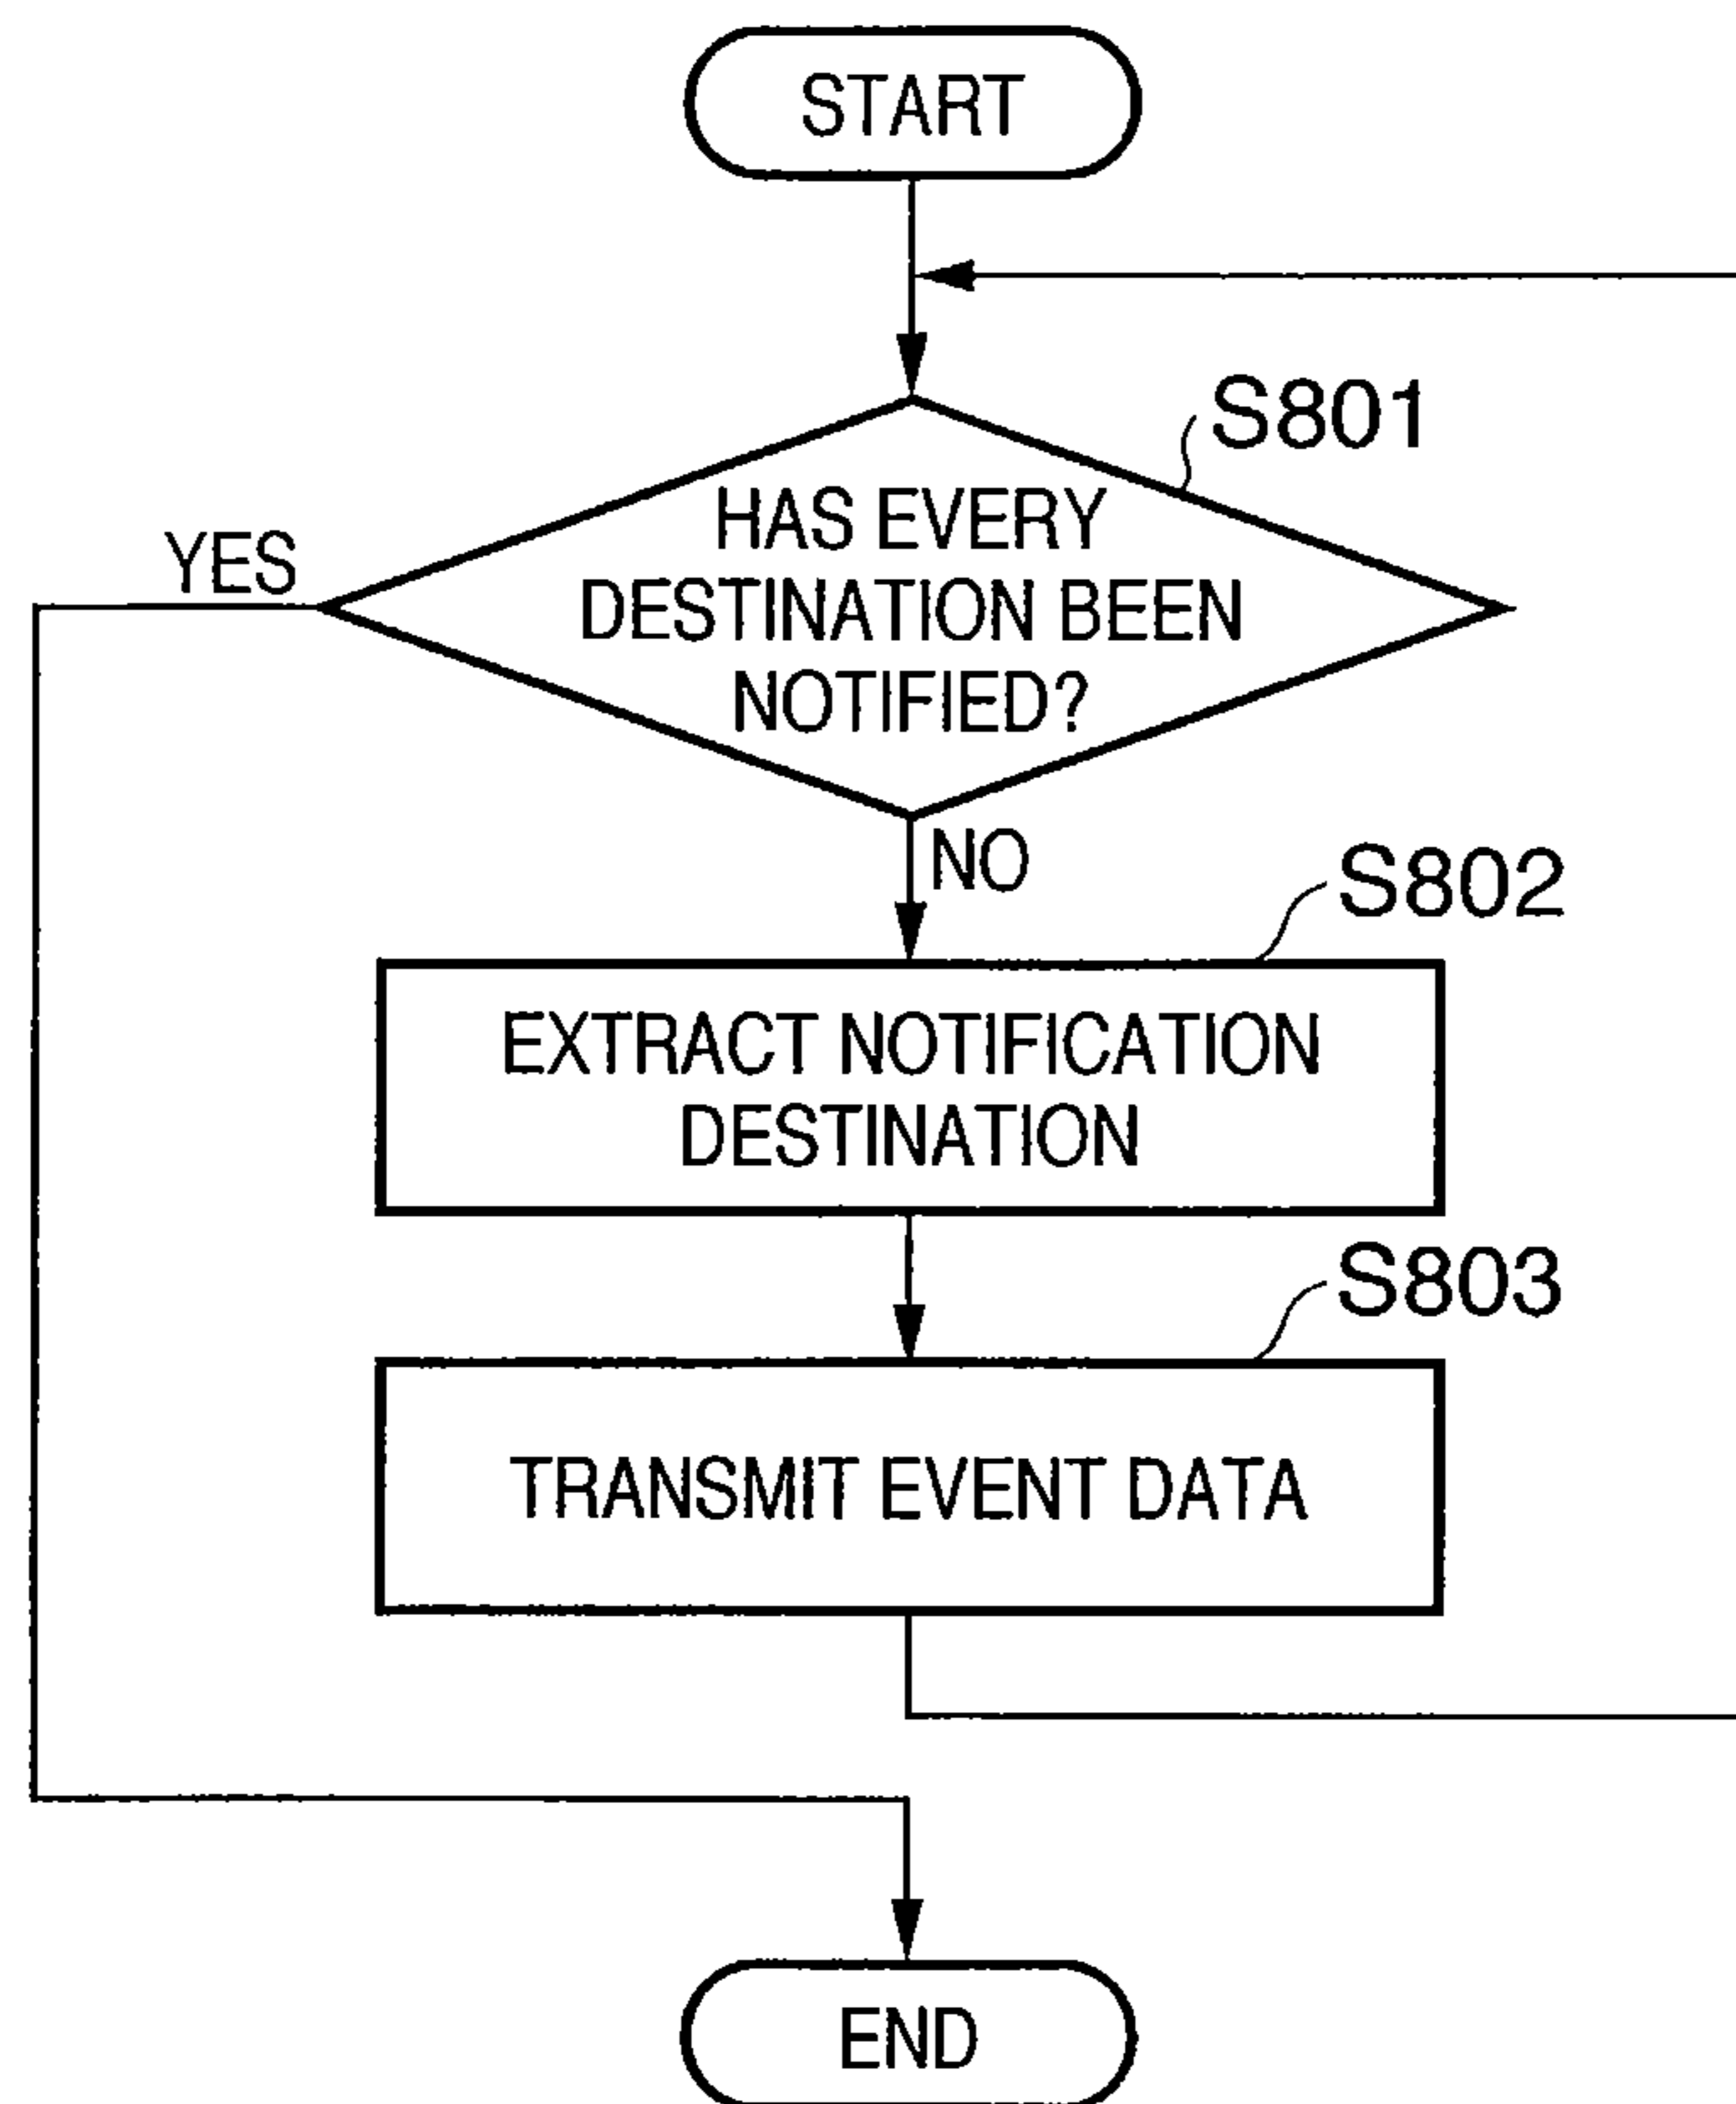 START
S801
HAS EVERY
DESTINATION BEEN
NOTIFIED?
YES
NO
S802
EXTRACT NOTIFICATION
DESTINATION
S803
TRANSMIT EVENT DATA
END